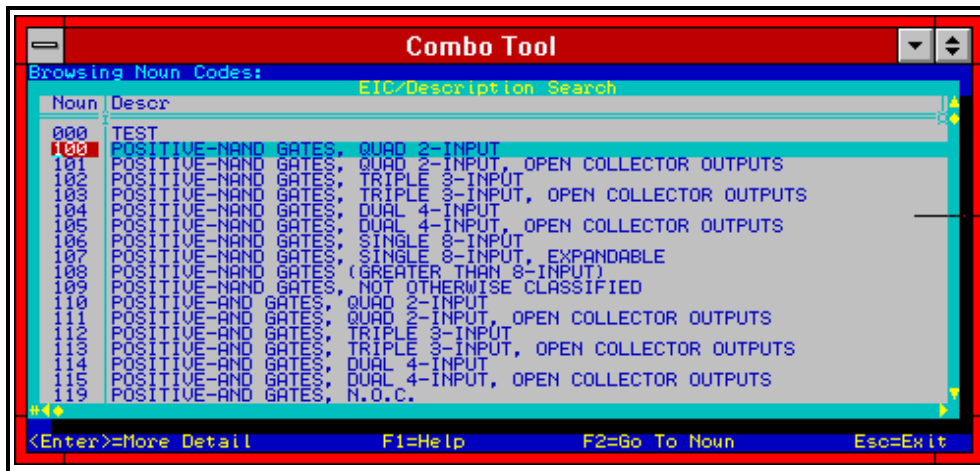 Combo Tool
Browsing Noun Codes:
EIC/Description Search
Noun Descr
000 TEST
100 POSITIVE-NAND GATES, QUAD 2-INPUT
101 POSITIVE-NAND GATES, QUAD 2-INPUT, OPEN COLLECTOR OUTPUTS
102 POSITIVE-NAND GATES, TRIPLE 3-INPUT
103 POSITIVE-NAND GATES, TRIPLE 3-INPUT, OPEN COLLECTOR OUTPUTS
104 POSITIVE-NAND GATES, DUAL 4-INPUT
105 POSITIVE-NAND GATES, DUAL 4-INPUT, OPEN COLLECTOR OUTPUTS
106 POSITIVE-NAND GATES, SINGLE 8-INPUT
107 POSITIVE-NAND GATES, SINGLE 8-INPUT, EXPANDABLE
108 POSITIVE-NAND GATES (GREATER THAN 8-INPUT)
109 POSITIVE-NAND GATES, NOT OTHERWISE CLASSIFIED
110 POSITIVE-AND GATES, QUAD 2-INPUT
111 POSITIVE-AND GATES, QUAD 2-INPUT, OPEN COLLECTOR OUTPUTS
112 POSITIVE-AND GATES, TRIPLE 3-INPUT
113 POSITIVE-AND GATES, TRIPLE 3-INPUT, OPEN COLLECTOR OUTPUTS
114 POSITIVE-AND GATES, DUAL 4-INPUT
115 POSITIVE-AND GATES, DUAL 4-INPUT, OPEN COLLECTOR OUTPUTS
119 POSITIVE-AND GATES, N.O.C.
<Enter>=More Detail F1=Help F2=Go To Noun Esc=Exit